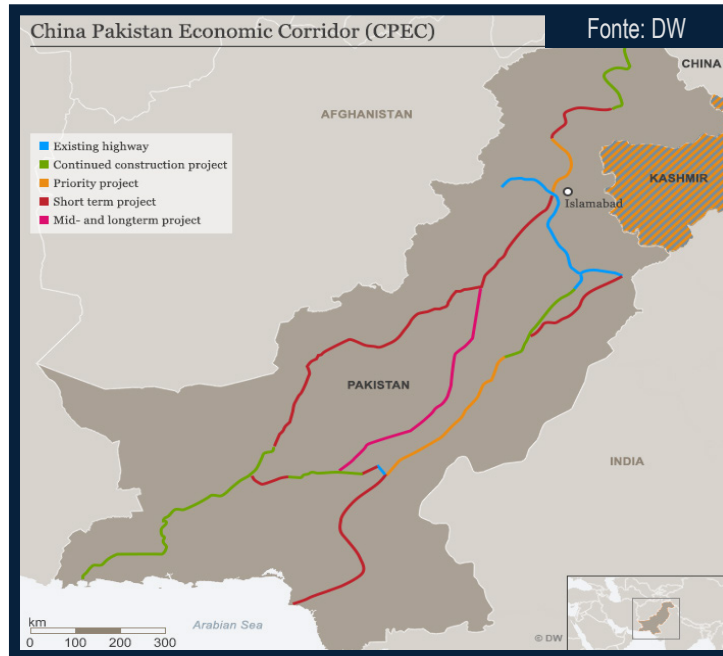 China Pakistan Economic Corridor (CPEC)
Fonte: DW
CHINA
AFGHANISTAN
Existing highway
Continued construction project
Priority project
Short term project
Mid- and longterm project
KASHMIR
Islamabad
PAKISTAN
INDIA
km
0 100 200 300
Arabian Sea
© DW